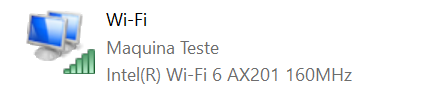 Wi-Fi
Maquina Teste
Intel(R) Wi-Fi 6 AX201 160MHz